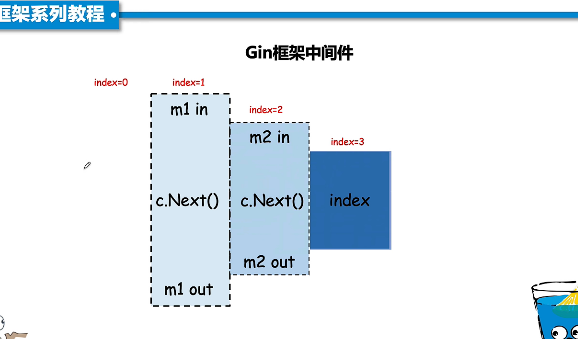 框架系列教程
Gin框架中间件
index=0
index=1
m1 in
index=2
m2 in
index=3
c.Next()
c.Next()
index
m2 out
m1 out